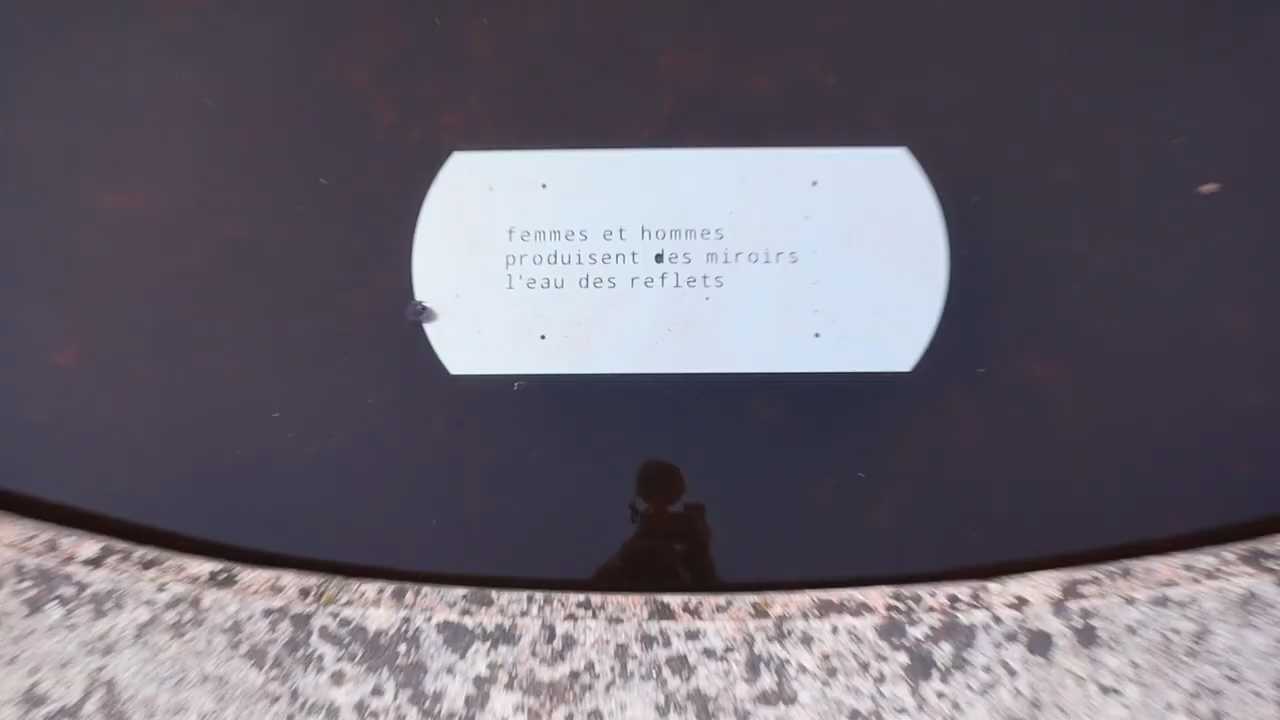 femmes et hommes
produisent des miroirs
l'eau des reflets